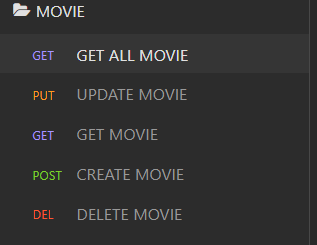 MOVIE
GET GET ALL MOVIE
PUT UPDATE MOVIE
GET GET MOVIE
POST CREATE MOVIE
DEL DELETE MOVIE